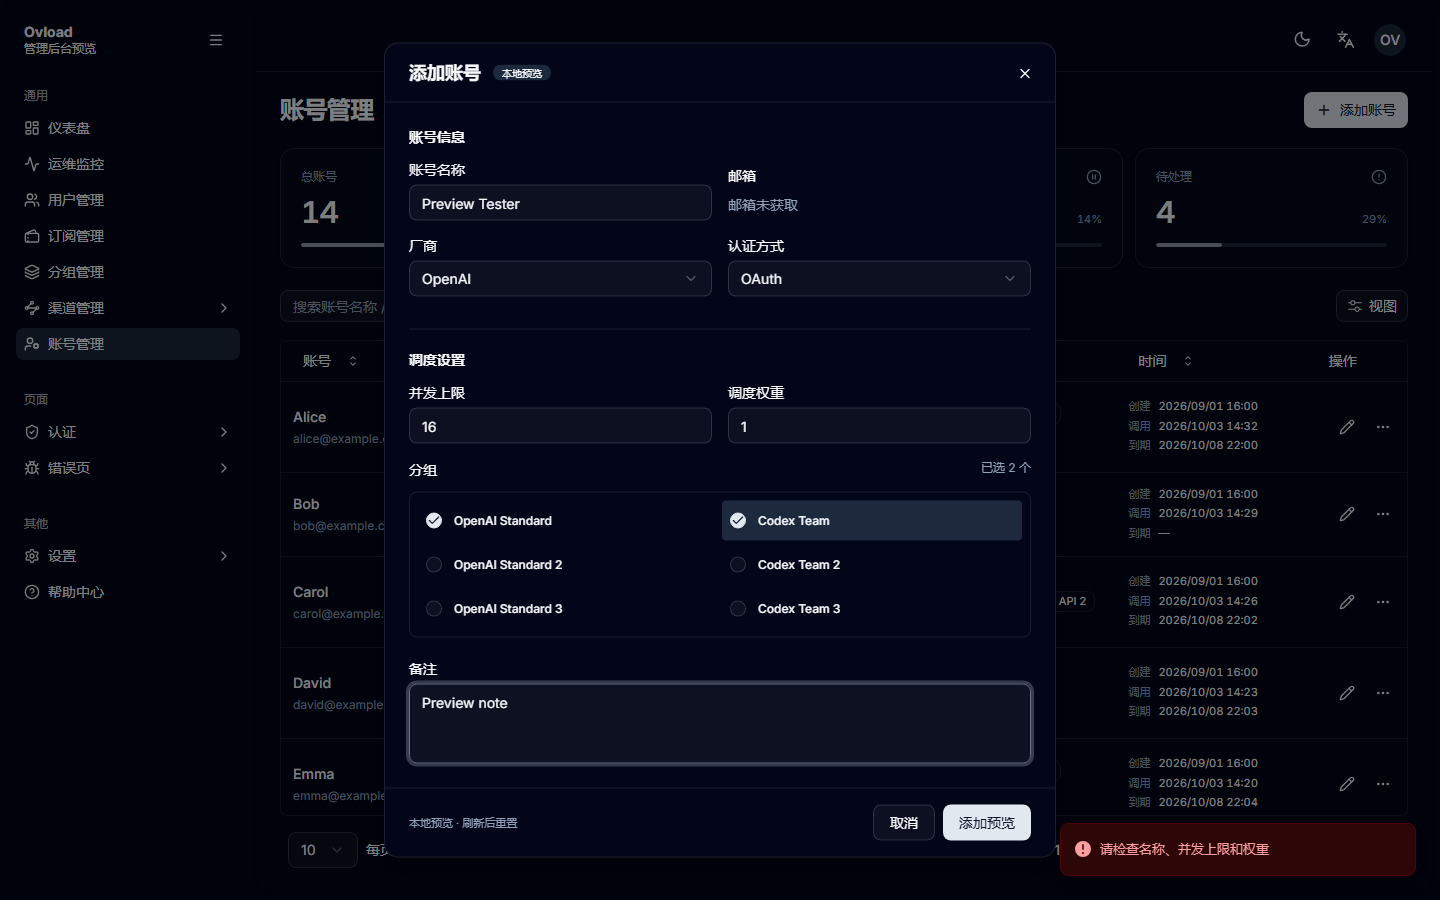 Ovload
管理后台预览
通用
仪表盘
运维监控
用户管理
订阅管理
分组管理
渠道管理
账号管理
页面
认证
错误页
其他
设置
帮助中心
OV
账号管理
添加账号
总账号
14
14%
待处理
4
29%
搜索账号名称 /
视图
账号
时间
操作
Alice
alice@example.c
创建 2026/09/01 16:00
调用 2026/10/03 14:32
到期 2026/10/08 22:00
Bob
bob@example.c
创建 2026/09/01 16:00
调用 2026/10/03 14:29
到期 —
Carol
carol@example.
API 2
创建 2026/09/01 16:00
调用 2026/10/03 14:26
到期 2026/10/08 22:02
David
david@example
创建 2026/09/01 16:00
调用 2026/10/03 14:23
到期 2026/10/08 22:03
Emma
emma@example
创建 2026/09/01 16:00
调用 2026/10/03 14:20
到期 2026/10/08 22:04
10
每页
添加账号
本地预览
账号信息
账号名称
Preview Tester
邮箱
邮箱未获取
厂商
OpenAI
认证方式
OAuth
调度设置
并发上限
16
调度权重
1
分组
已选 2 个
OpenAI Standard
Codex Team
OpenAI Standard 2
Codex Team 2
OpenAI Standard 3
Codex Team 3
备注
Preview note
本地预览 · 刷新后重置
取消
添加预览
请检查名称、并发上限和权重